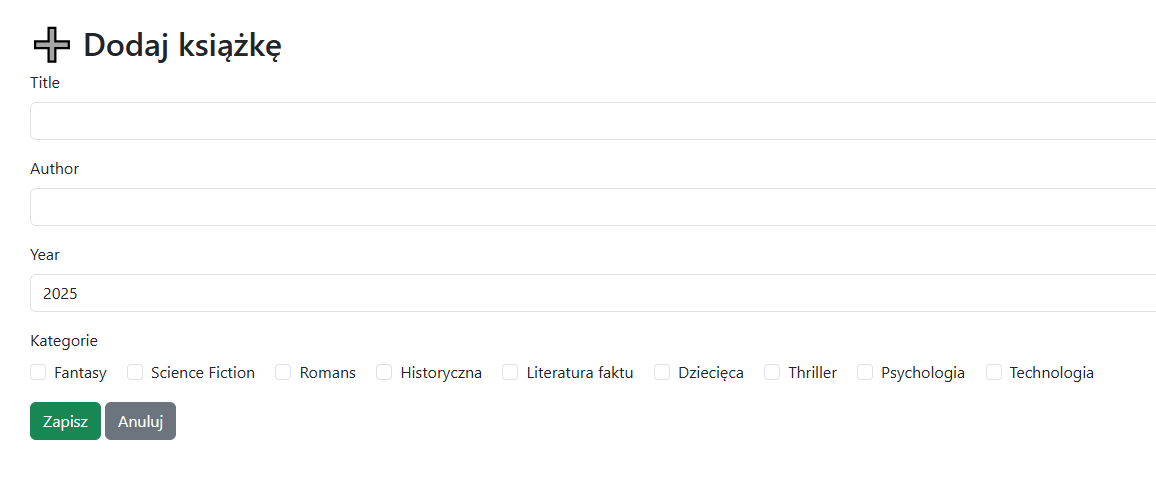 Dodaj książkę
Title
Author
Year
2025
Kategorie
Fantasy Science Fiction Romans Historyczna Literatura faktu Dziecięca Thriller Psychologia Technologia
Zapisz Anuluj